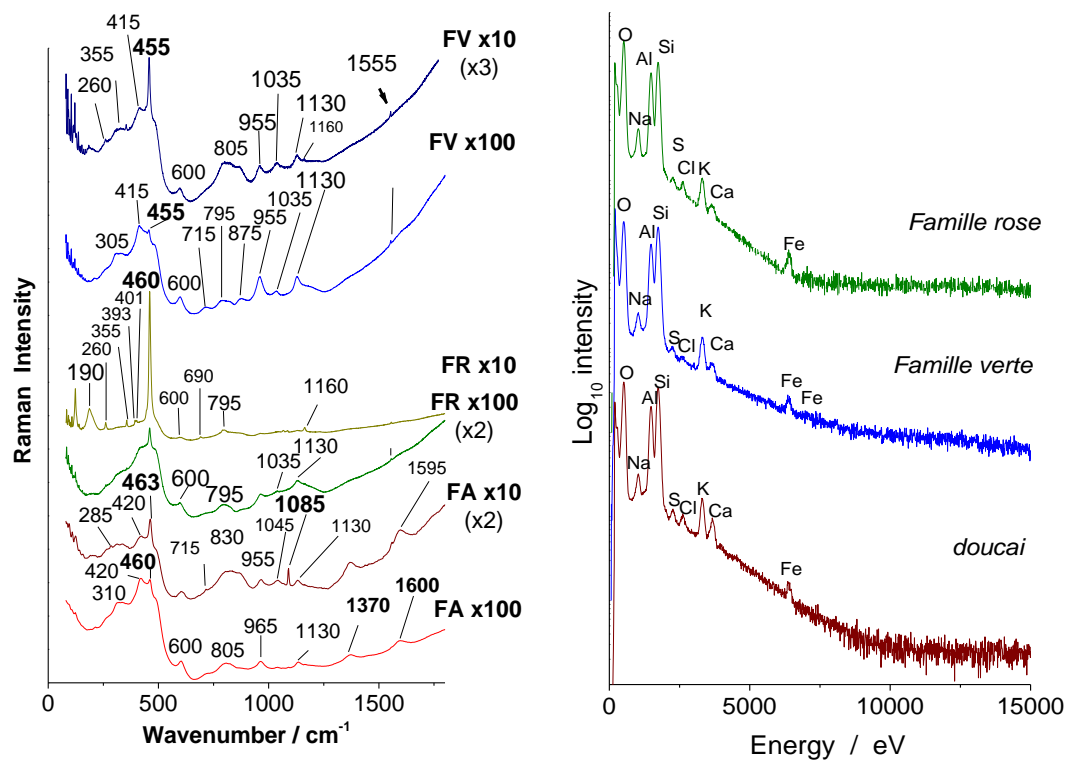 415
FV x10
355
455
(x3)
260
1555
1035
1130
955
1160
805
600
FV x100
415
455
1130
1035
955
795
875
715
305
600
460
401
393
355
260
190
FR x10
690
1160
600
795
FR x100
(x2)
1130
1035
600
795
463
1595
FA x10
420
1085
(x2)
285
830
1045
1130
715
955
460
420
310
FA x100
1600
1370
965
1130
600
805
Raman Intensity
0 500 1000 1500
Wavenumber / cm-1
O
Si
Al
Na
S
Cl K
Ca
Famille rose
Fe
O
Si
Al
K
Na
S
Cl
Ca
Famille verte
Fe
Fe
O
Si
Al
Na
K
S
Cl
Ca
doucai
Fe
Log10 intensity
0 5000 10000 15000
Energy / eV